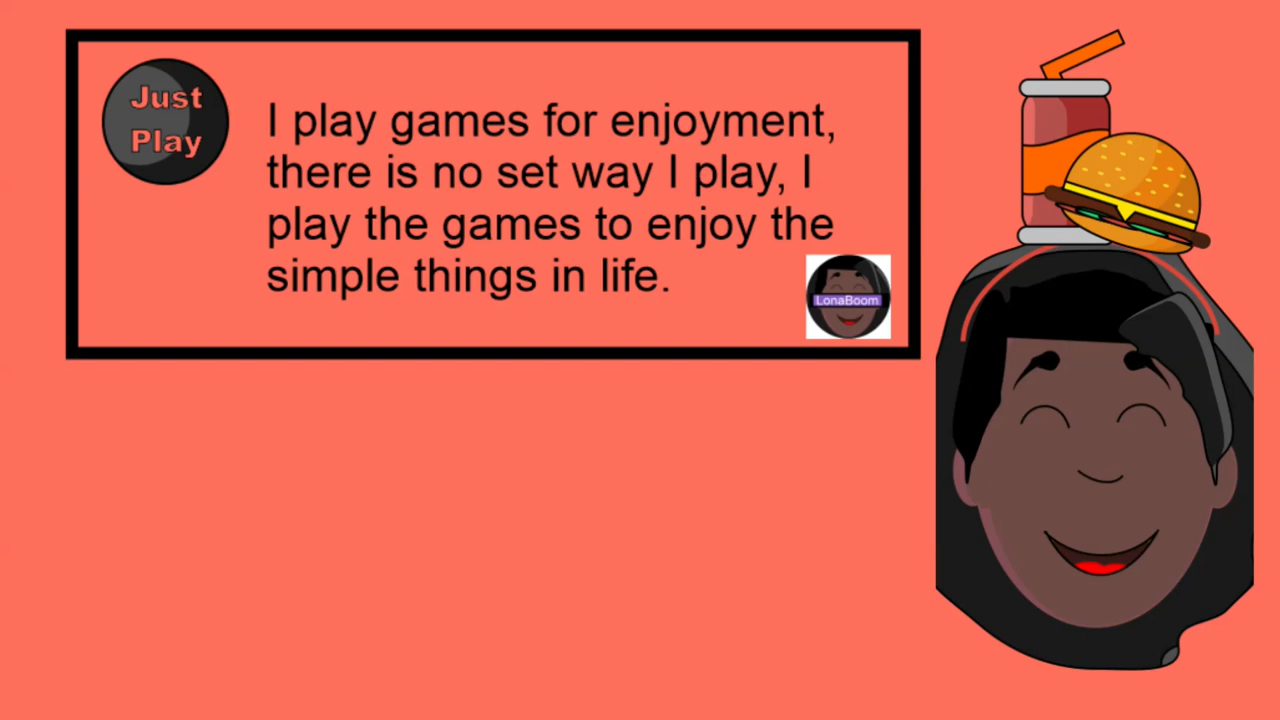 Just
Play
I play games for enjoyment,
there is no set way I play, I
play the games to enjoy the
simple things in life.
LonaBoom